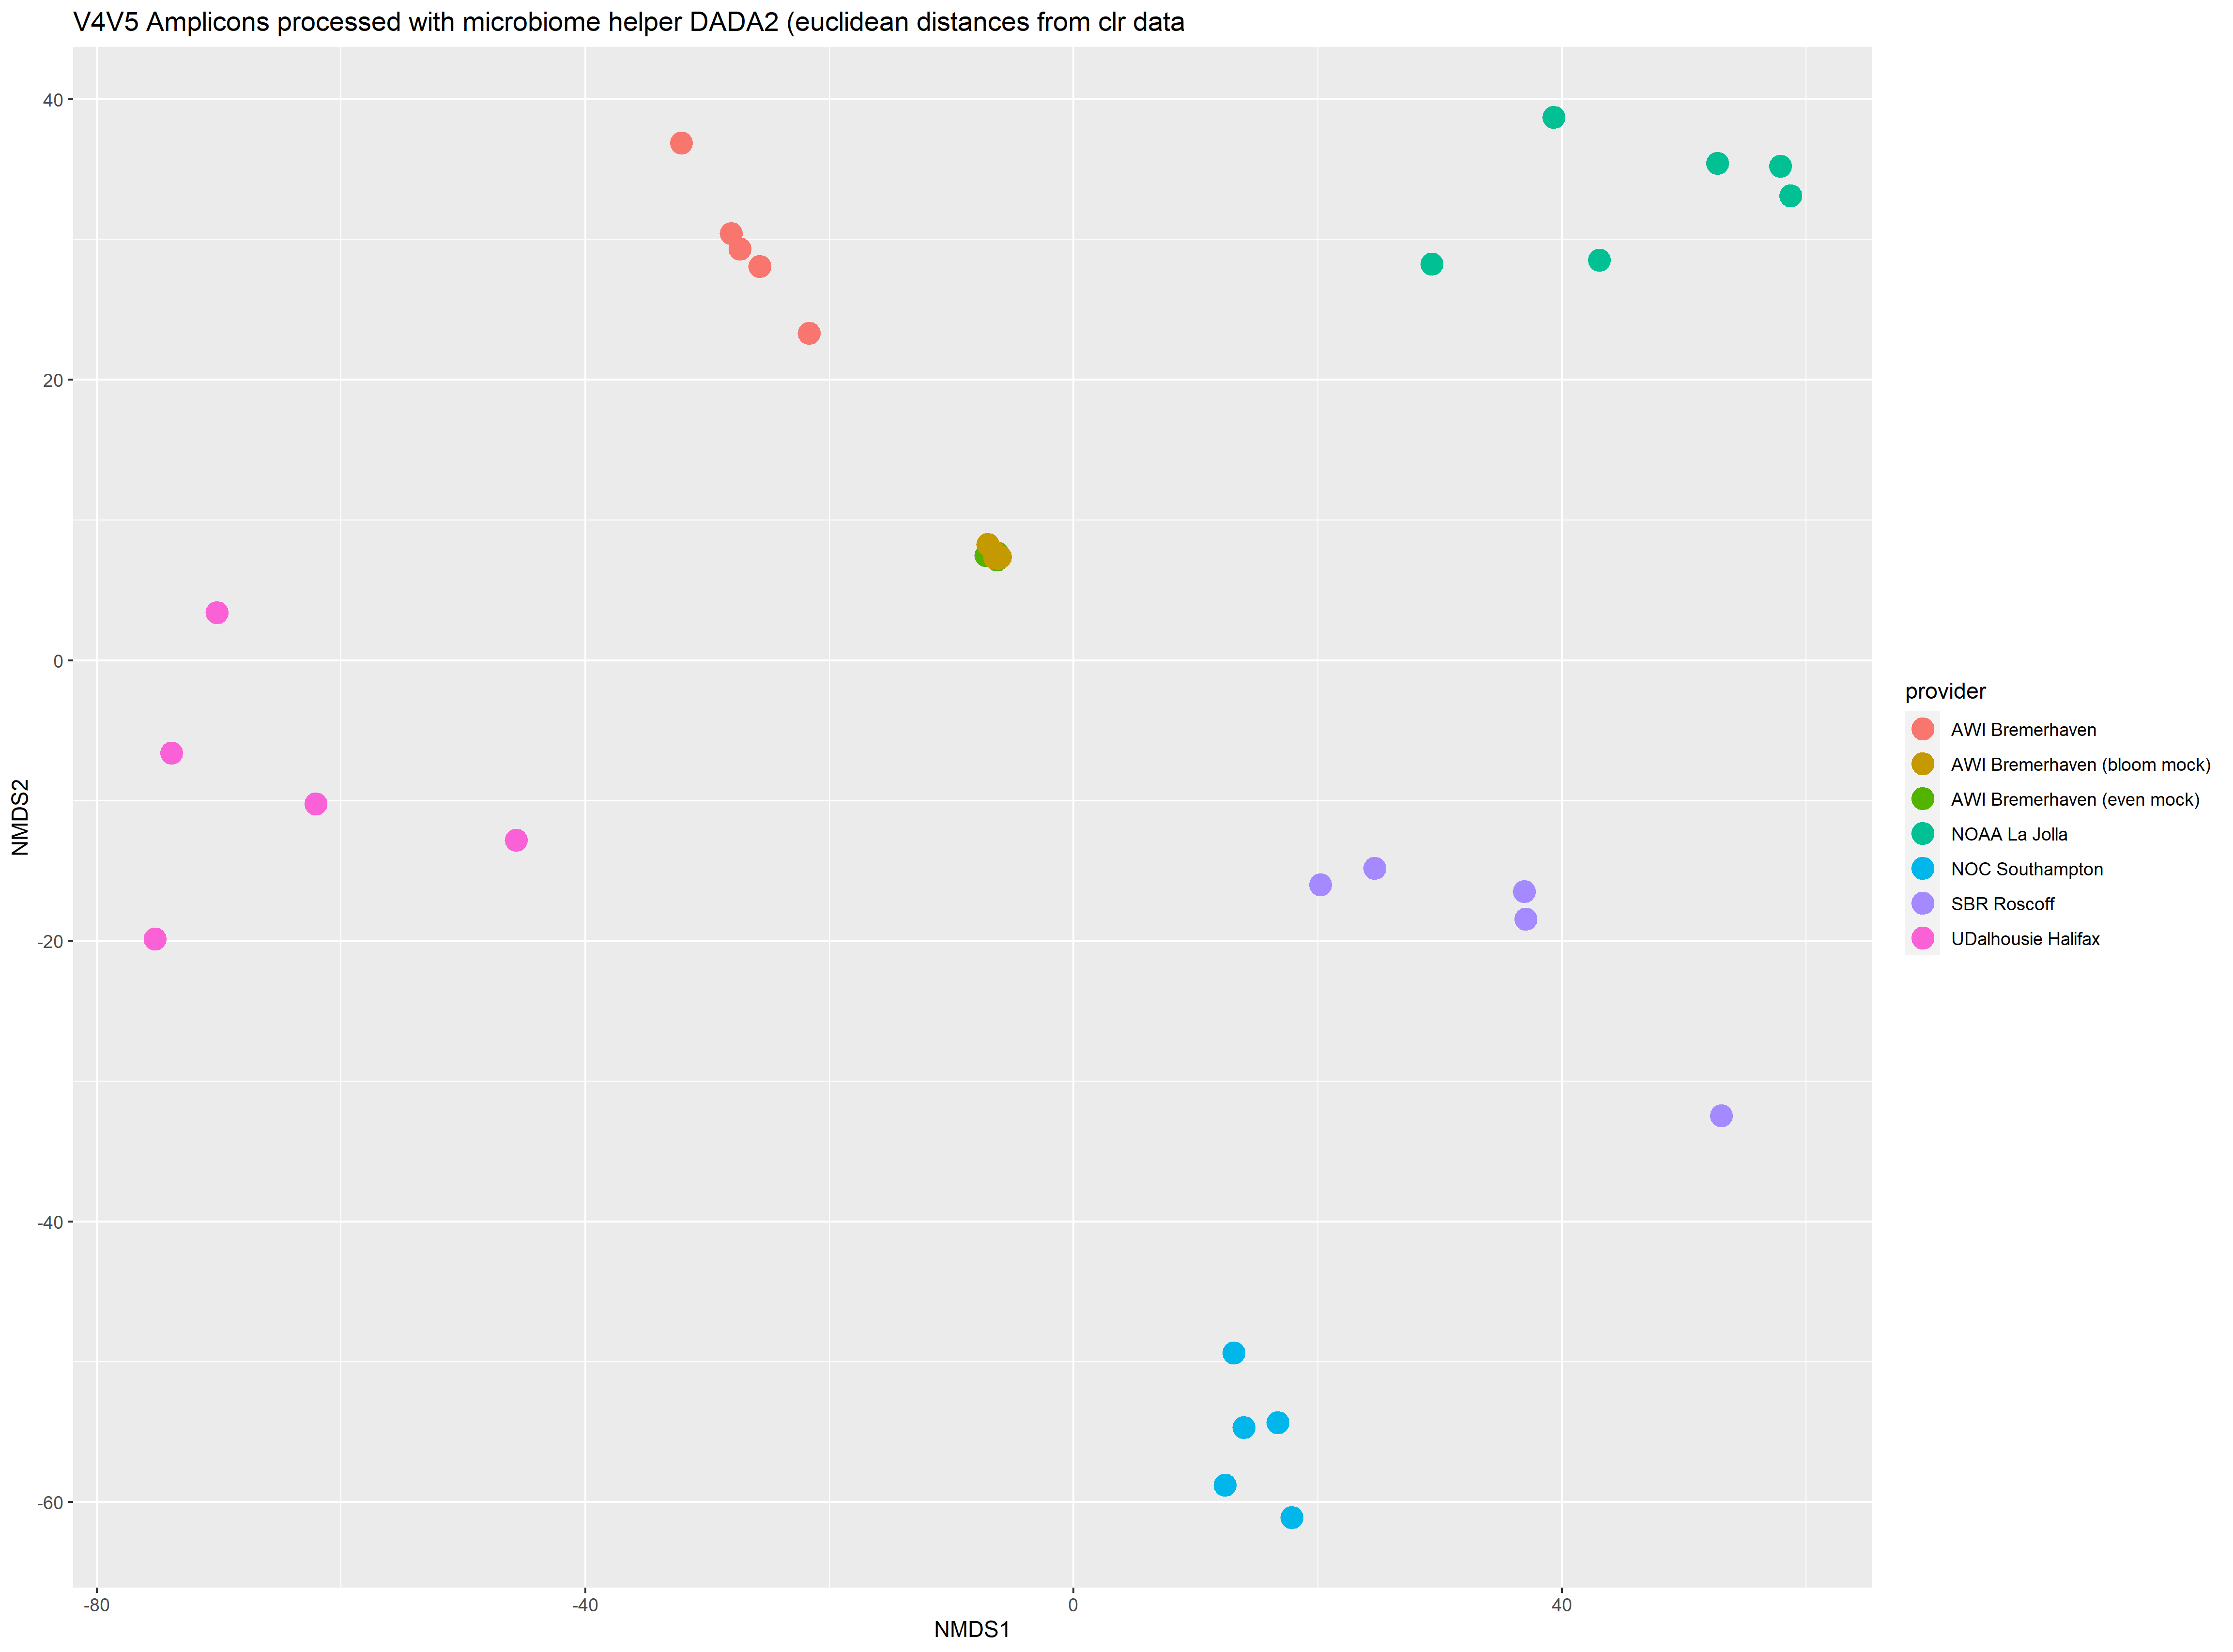 V4V5 Amplicons processed with microbiome helper DADA2 (euclidean distances from clr data
40
20
0
-20
-40
-60
NMDS2
-80
-40
0
40
NMDS1
provider
AWI Bremerhaven
AWI Bremerhaven (bloom mock)
AWI Bremerhaven (even mock)
NOAA La Jolla
NOC Southampton
SBR Roscoff
UDalhousie Halifax